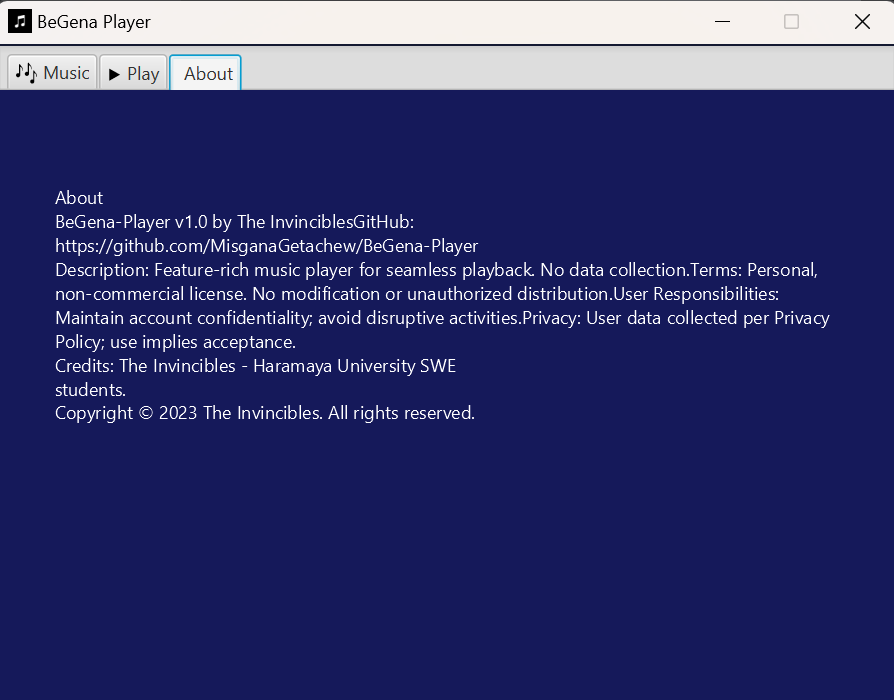 BeGena Player
Music
Play
About
About
BeGena-Player v1.0 by The InvinciblesGitHub:
https://github.com/MisganaGetachew/BeGena-Player
Description: Feature-rich music player for seamless playback. No data collection.Terms: Personal,
non-commercial license. No modification or unauthorized distribution.User Responsibilities:
Maintain account confidentiality; avoid disruptive activities.Privacy: User data collected per Privacy
Policy; use implies acceptance.
Credits: The Invincibles - Haramaya University SWE
students.
Copyright © 2023 The Invincibles. All rights reserved.